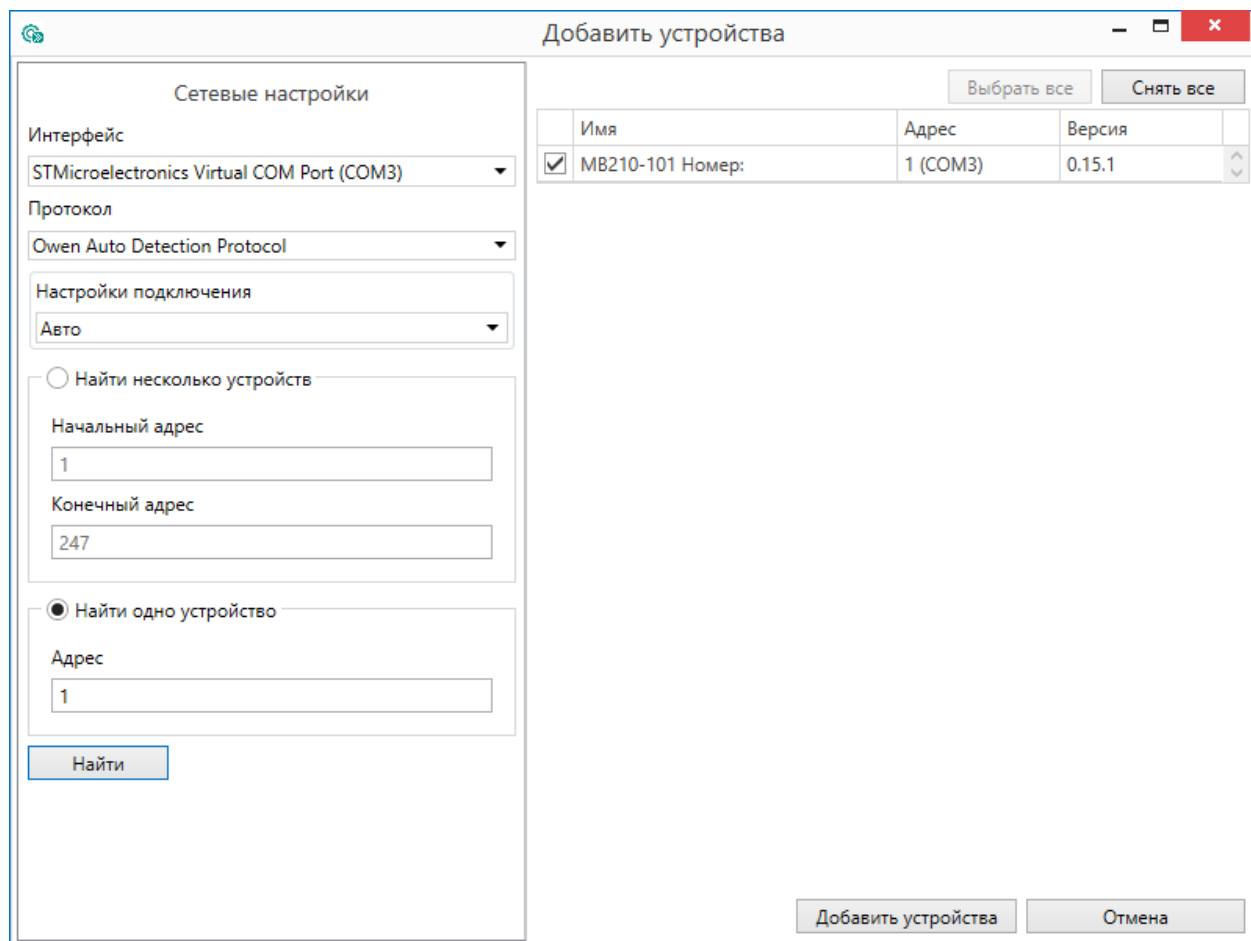 Добавить устройства
Сетевые настройки
Интерфейс
STMicroelectronics Virtual COM Port (COM3)
Протокол
Owen Auto Detection Protocol
Настройки подключения
Авто
Найти несколько устройств
Начальный адрес
1
Конечный адрес
247
Найти одно устройство
Адрес
1
Найти
Выбрать все Снять все
Имя Адрес Версия
МВ210-101 Номер: 1 (COM3) 0.15.1
Добавить устройства Отмена